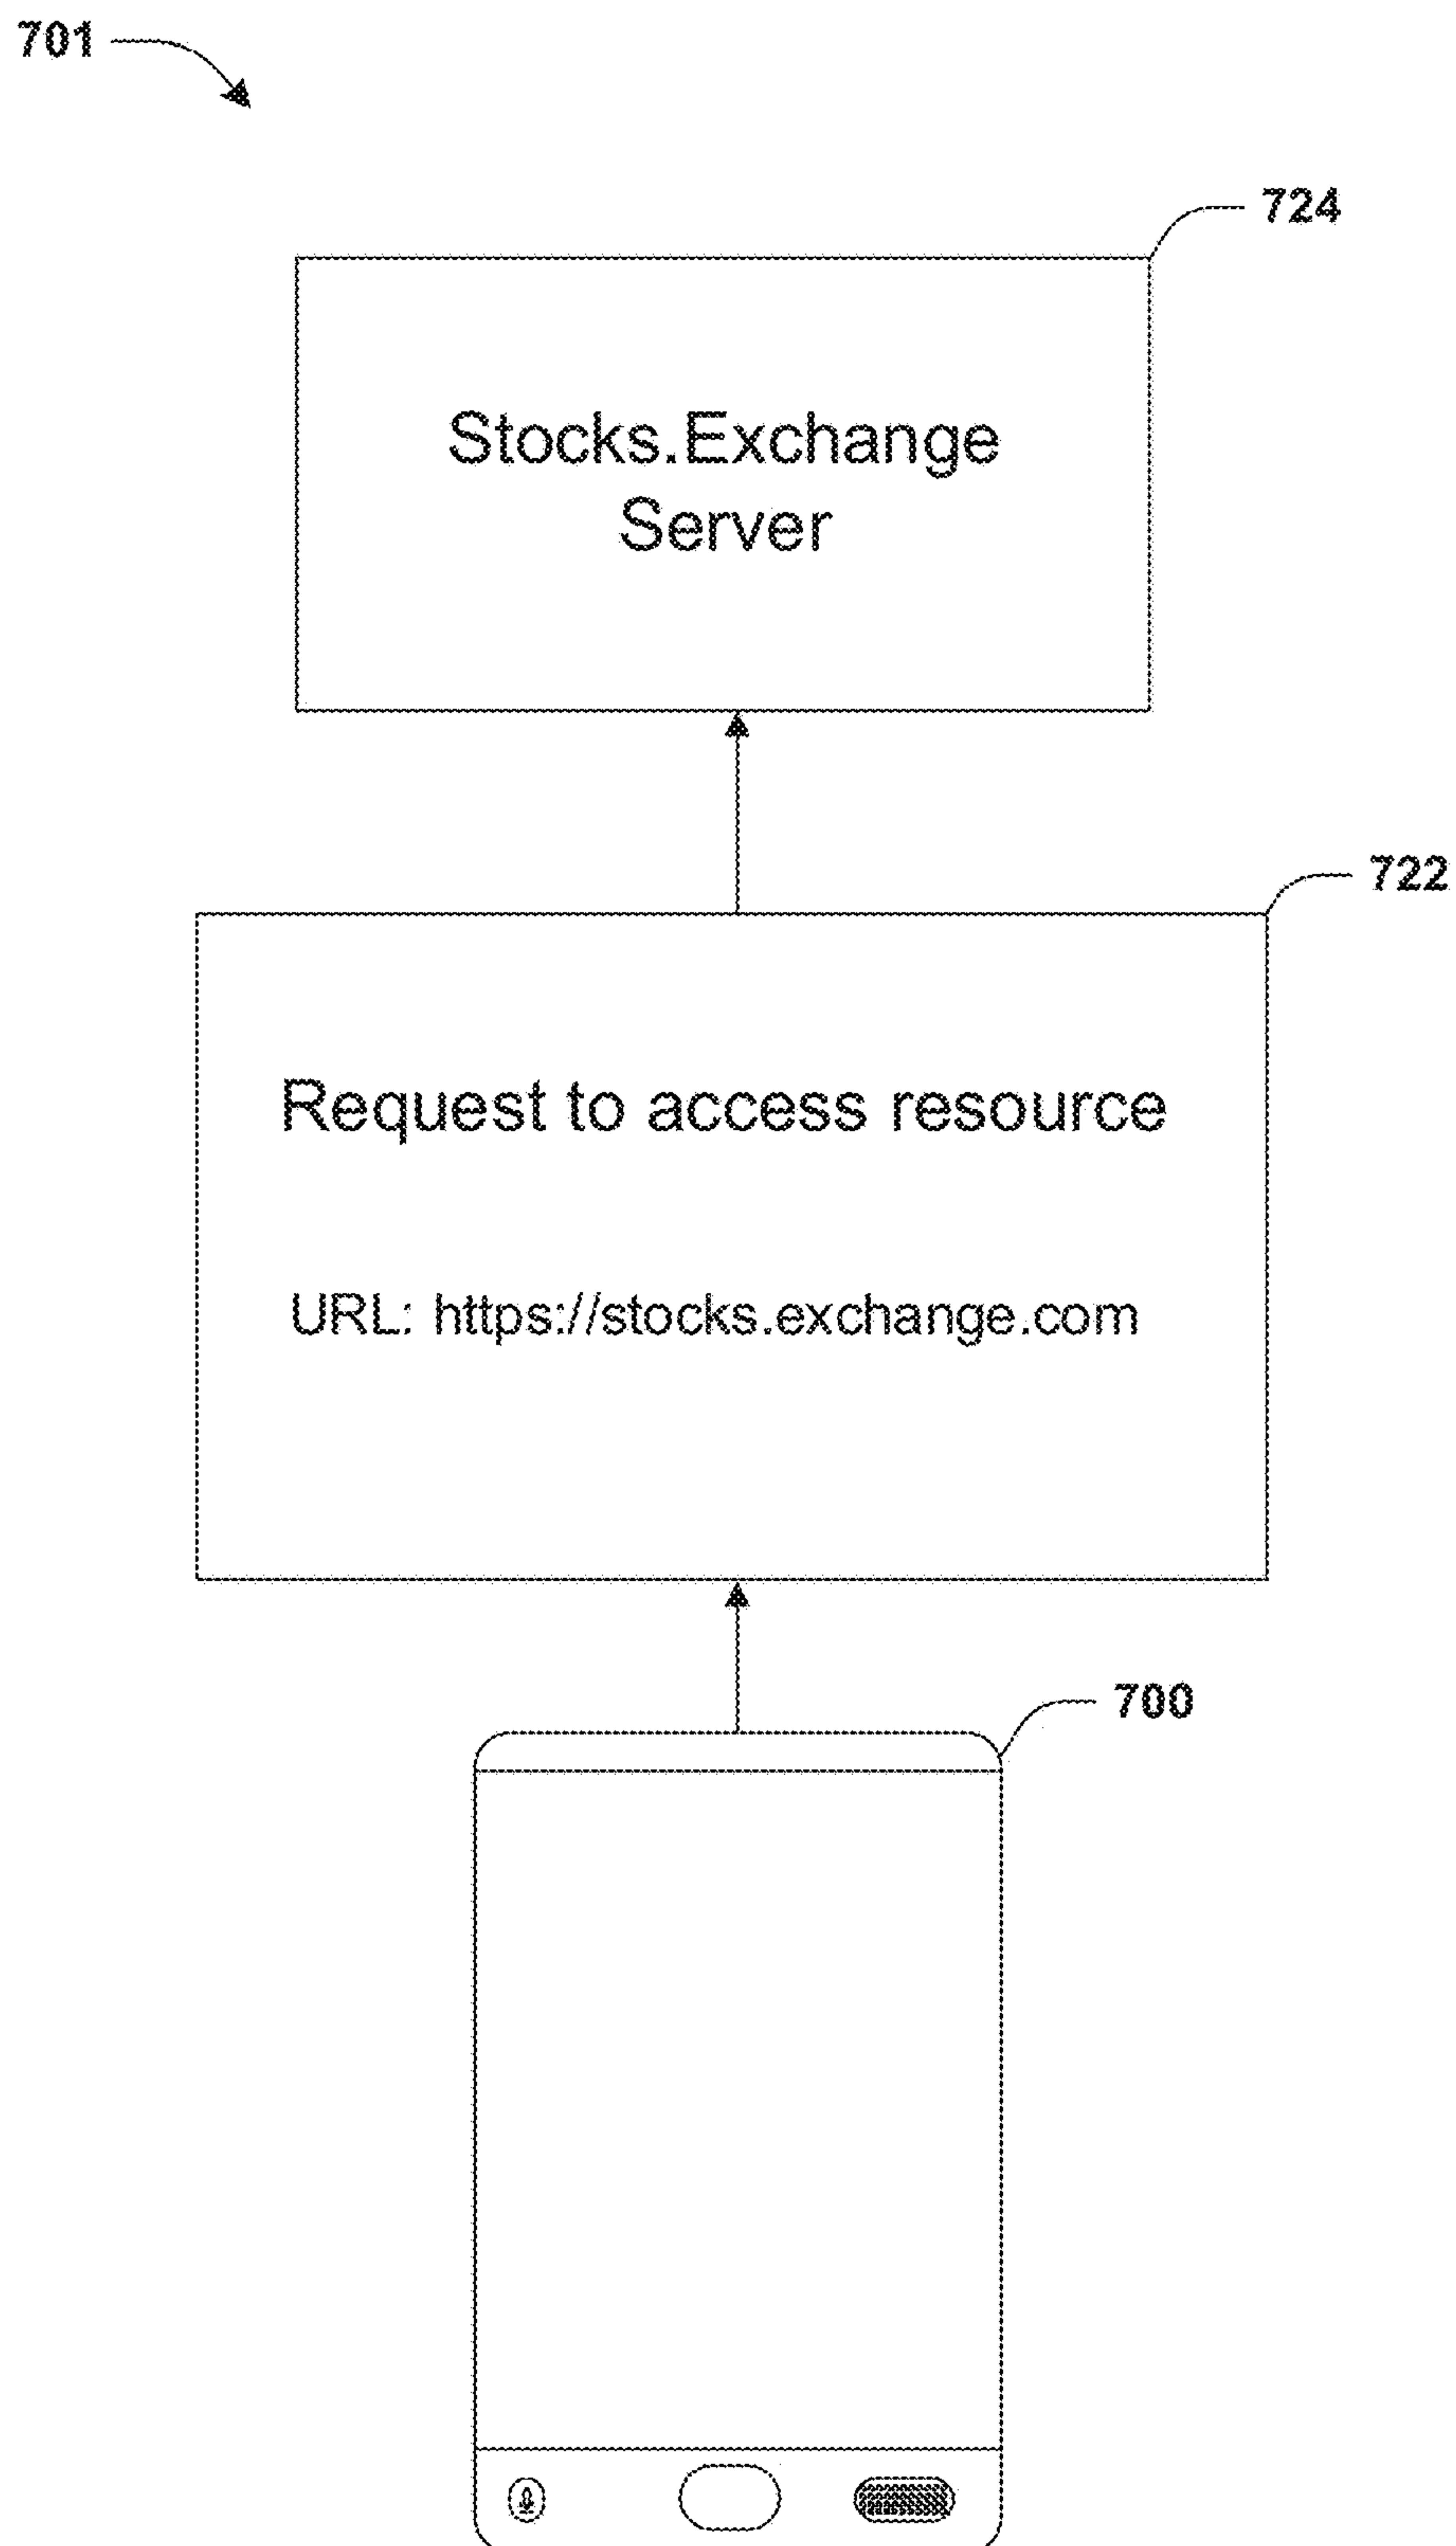 701
724
Stocks.Exchange
Server
722
Request to access resource
URL: https://stocks.exchange.com
700